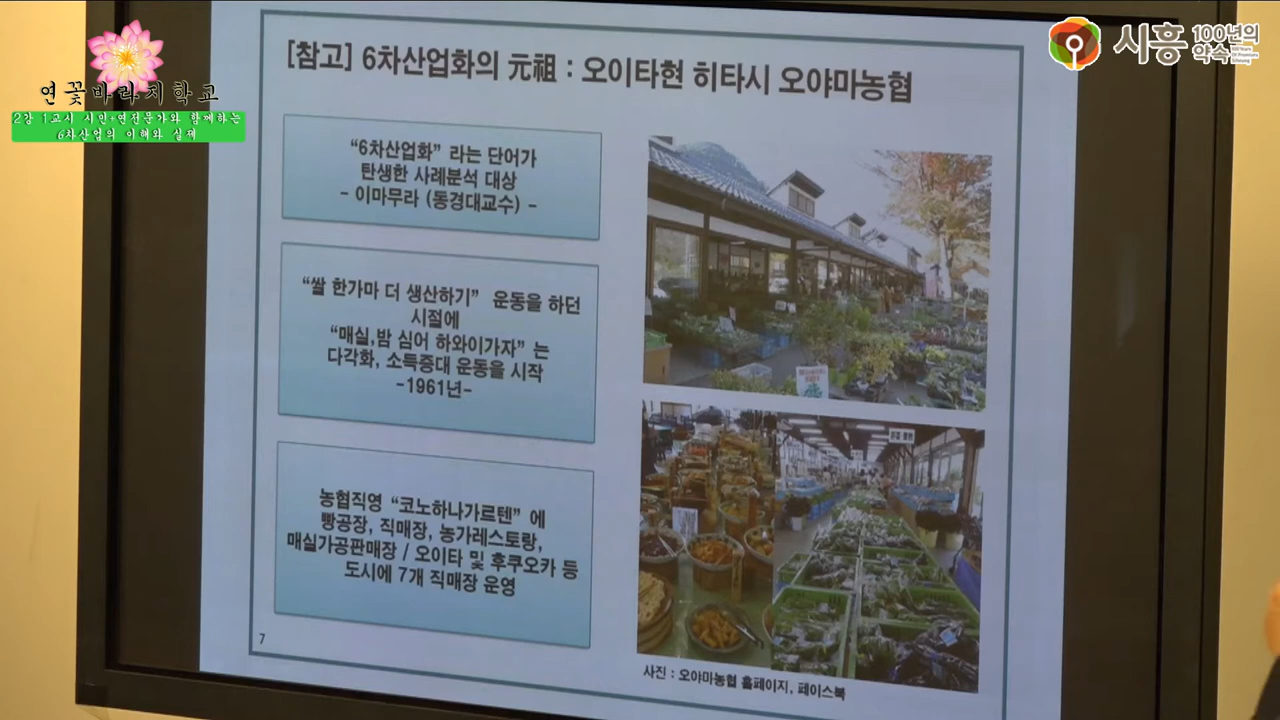 연꽃바라지학교
2강 1교시 시민+연전문가와 함께하는
6차산업의 이해와 실제
시흥 100년의
약속
[참고] 6차산업화의 元祖 : 오이타현 히타시 오야마농협
“6차산업화” 라는 단어가
탄생한 사례분석 대상
- 이마무라 (동경대교수) -
“쌀 한가마 더 생산하기” 운동을 하던
시절에
“매실,밤 심어 하와이가자” 는
다각화, 소득증대 운동을 시작
-1961년-
농협직영 “코노하나가르텐” 에
빵공장, 직매장, 농가레스토랑,
매실가공판매장 / 오이타 및 후쿠오카 등
도시에 7개 직매장 운영
7
사진 : 오야마농협 홈페이지, 페이스북